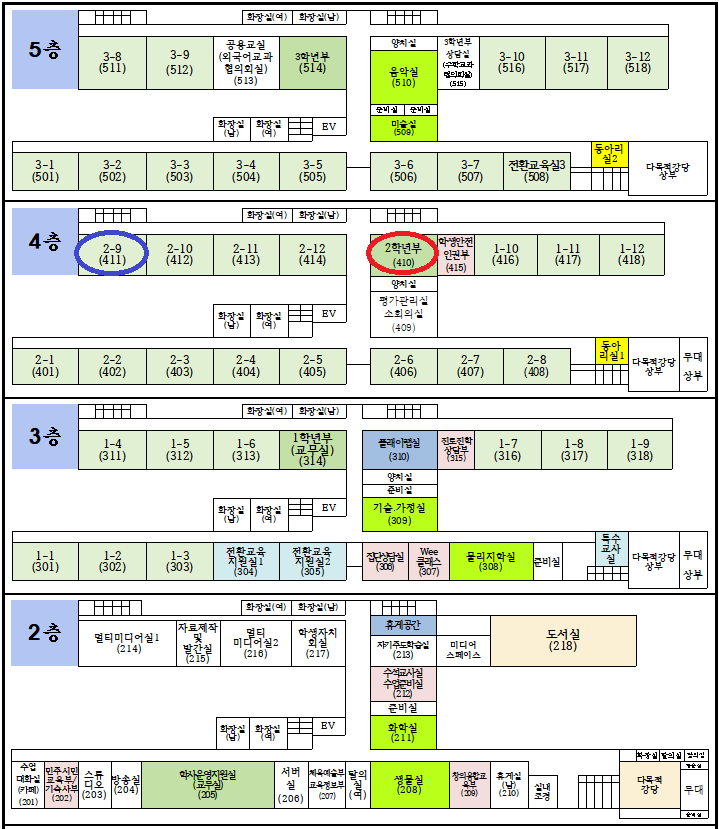 화장실(여) 화장실(남)
5층
3-8
(511)
3-9
(512)
공용교실
(외국어교과
협의회실)
(513)
3학년부
(514)
양치실
음악실
(510)
준비실 준비실
미술실
(509)
3학년부
상담실
(수학교과
협의회실)
(515)
3-10
(516)
3-11
(517)
3-12
(518)
화장실
(남)
화장실
(여)
EV
3-1
(501)
3-2
(502)
3-3
(503)
3-4
(504)
3-5
(505)
3-6
(506)
3-7
(507)
전환교육실3
(508)
동아리
실2
다목적강당
상부
화장실(여) 화장실(남)
4층
2-9
(411)
2-10
(412)
2-11
(413)
2-12
(414)
2학년부
(410)
학생안전
인권부
(415)
1-10
(416)
1-11
(417)
1-12
(418)
양치실
평가관리실
소회의실
(409)
화장실
(남)
화장실
(여)
EV
2-1
(401)
2-2
(402)
2-3
(403)
2-4
(404)
2-5
(405)
2-6
(406)
2-7
(407)
2-8
(408)
동아
리실1
다목적강당
상부
무대
상부
화장실(여) 화장실(남)
3층
1-4
(311)
1-5
(312)
1-6
(313)
1학년부
(교무실)
(314)
플레이랩실
(310)
진로진학
상담부
(315)
1-7
(316)
1-8
(317)
1-9
(318)
양치실
준비실
기술.가정실
(309)
화장실
(남)
화장실
(여)
EV
1-1
(301)
1-2
(302)
1-3
(303)
전환교육
지원실1
(304)
전환교육
지원실2
(305)
집단상담실
(306)
Wee
클래스
(307)
물리지학실
(308)
준비실
특수
교사
실
다목적강당
상부
무대
상부
화장실(여) 화장실(남)
2층
멀티미디어실1
(214)
자료제작
및
발간실
(215)
멀티
미디어실2
(216)
학생자치
회실
(217)
휴게공간
자기주도학습실
(213)
미디어
스페이스
도서실
(218)
수석교사실
수업준비실
(212)
준비실
화학실
(211)
화장실
(남)
화장실
(여)
EV
수업
대화실
(카페)
(201)
민주시민
교육부/
기숙사부
(202)
스튜
디오
(203)
방송실
(204)
학사운영지원실
(교무실)
(205)
서버
실
(206)
체육예술부
교육정보부
(207)
탈의
실
(여)
생물실
(208)
창의융합교
육부
(209)
휴게실
(남)
(210)
실내
조경
화장실 탈의실
다목적
강당
무대